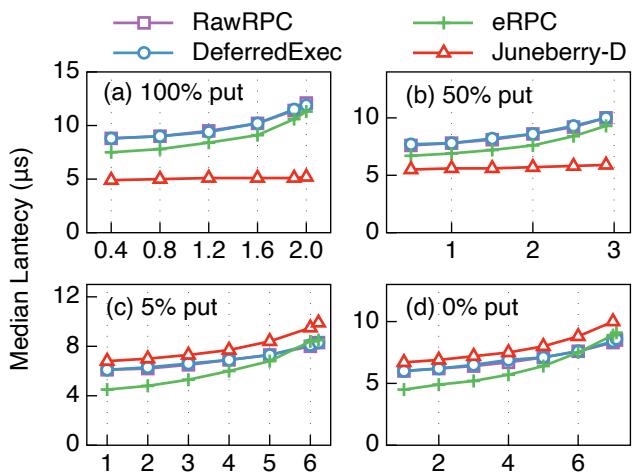 RawRPC eRPC
DeferredExec Juneberry-D
Median Lantecy (μs)
15
10
5
0
(a) 100% put
0.4 0.8 1.2 1.6 2.0
10
5
0
(b) 50% put
1 2 3
12
8
4
0
(c) 5% put
1 2 3 4 5 6
10
5
0
(d) 0% put
2 4 6